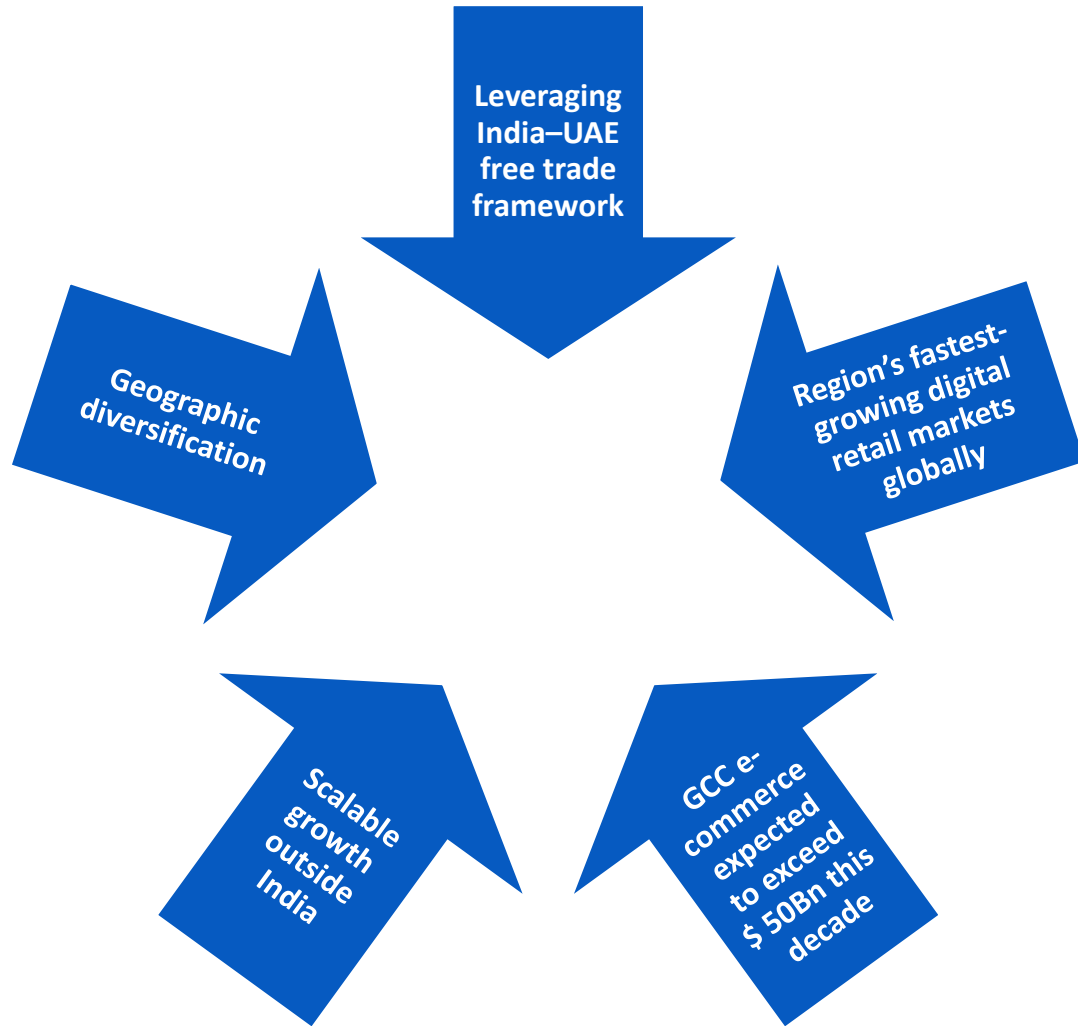 Leveraging
India–UAE
free trade
framework
Region's fastest-
growing digital
retail markets
globally
GCC e-
commerce
expected
to exceed
$ 50Bn this
decade
Scalable
growth
outside
India
Geographic
diversification